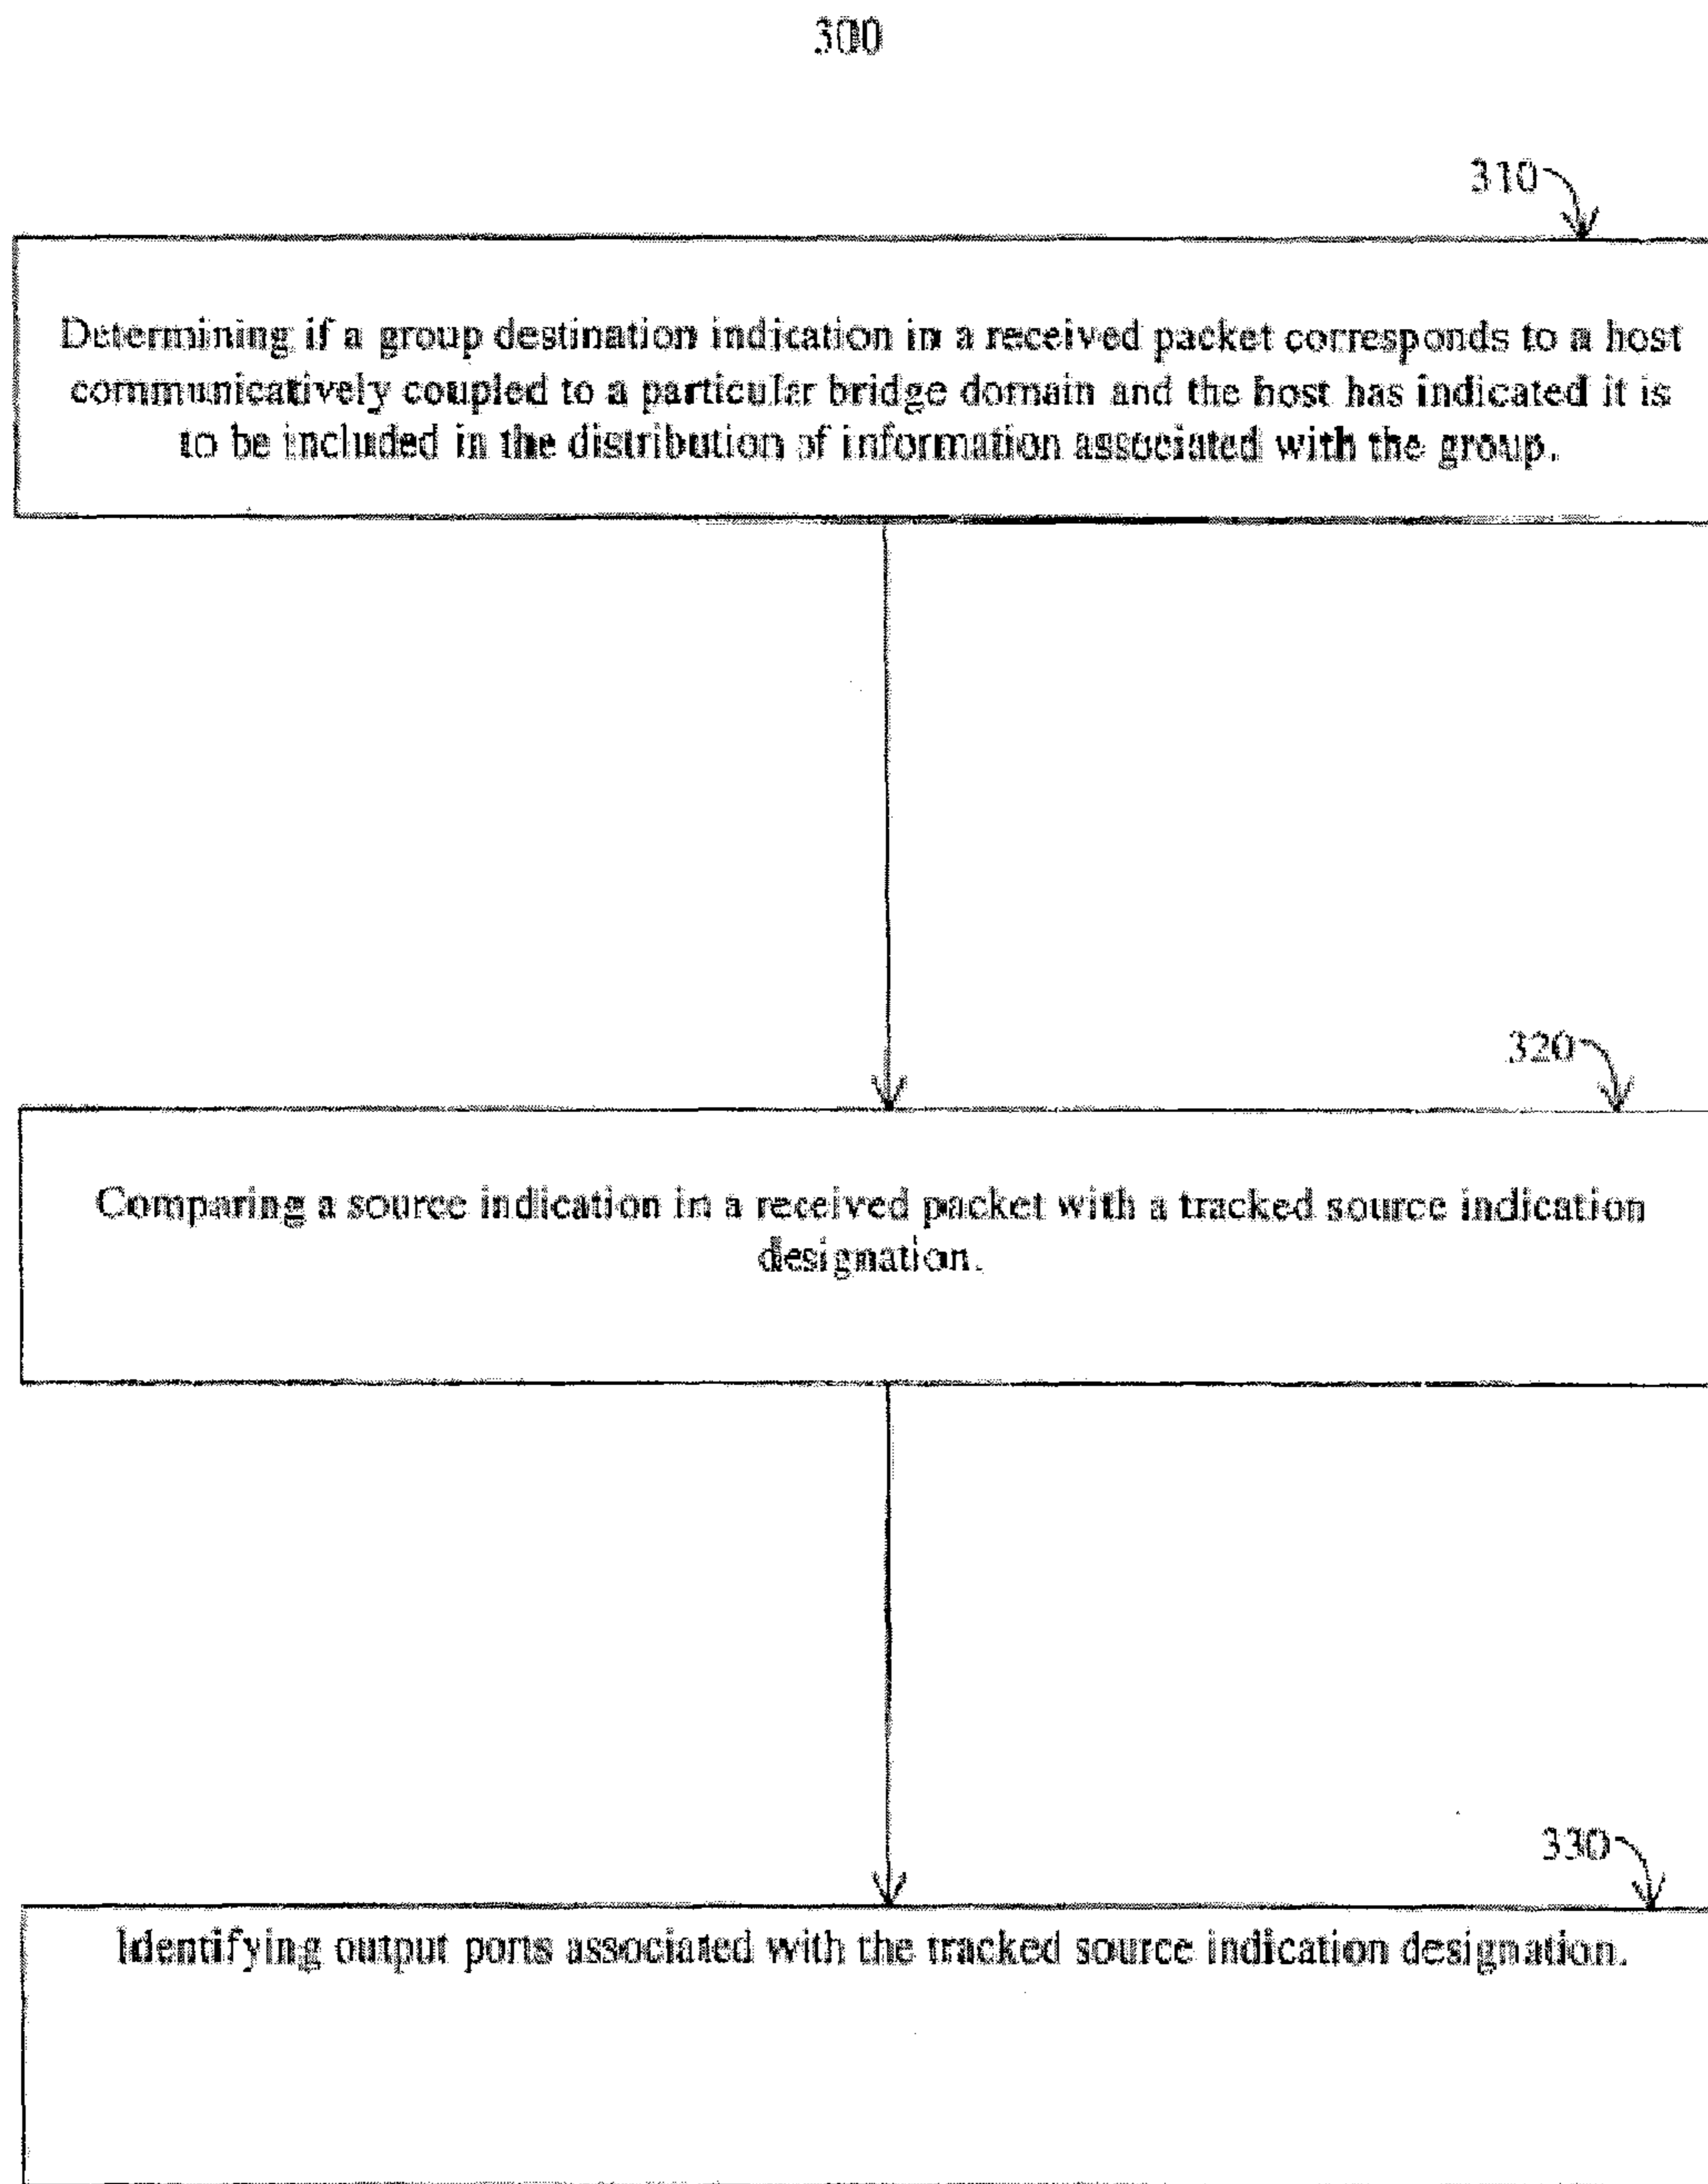 300
310
Determining if a group destination indication in a received packet corresponds to a host
communicatively coupled to a particular bridge domain and the host has indicated it is
to be included in the distribution of information associated with the group.
320
Comparing a source indication in a received packet with a tracked source indication
designation.
330
Identifying output ports associated with the tracked source indication designation.